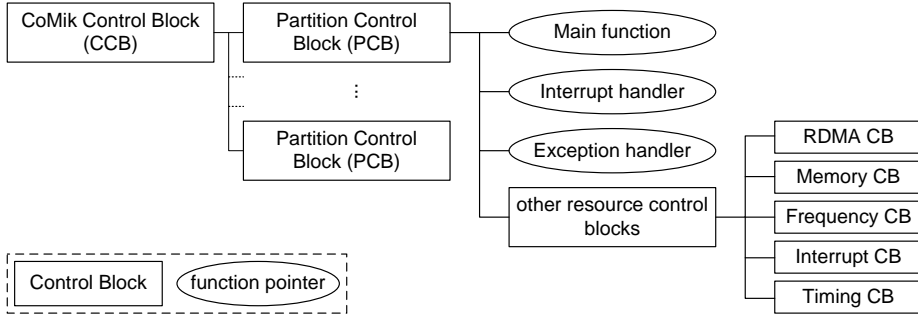 CoMik Control Block
(CCB)
Partition Control
Block (PCB)
⋮
Partition Control
Block (PCB)
Main function
Interrupt handler
Exception handler
other resource control
blocks
RDMA CB
Memory CB
Frequency CB
Interrupt CB
Timing CB
Control Block
function pointer